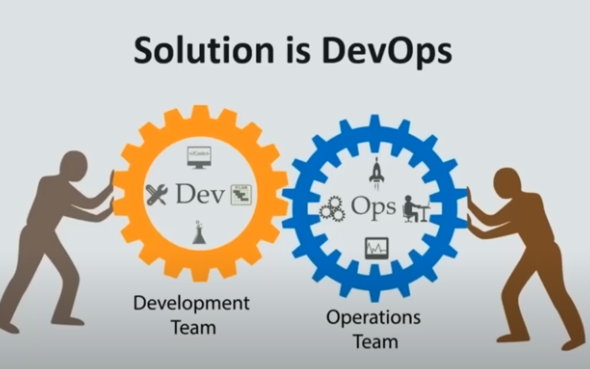 Solution is DevOps
Dev
Ops
Development
Team
Operations
Team